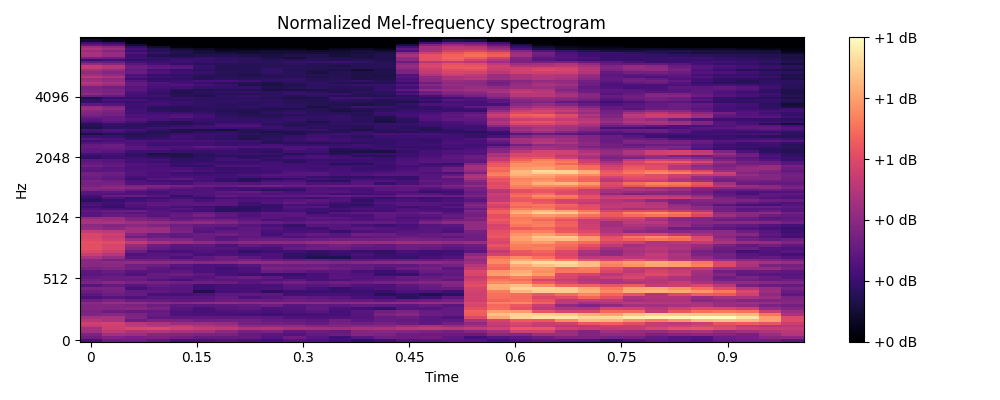 Normalized Mel-frequency spectrogram
Hz
4096
2048
1024
512
0
0 0.15 0.3 0.45 0.6 0.75 0.9
Time
+1 dB
+1 dB
+1 dB
+0 dB
+0 dB
+0 dB